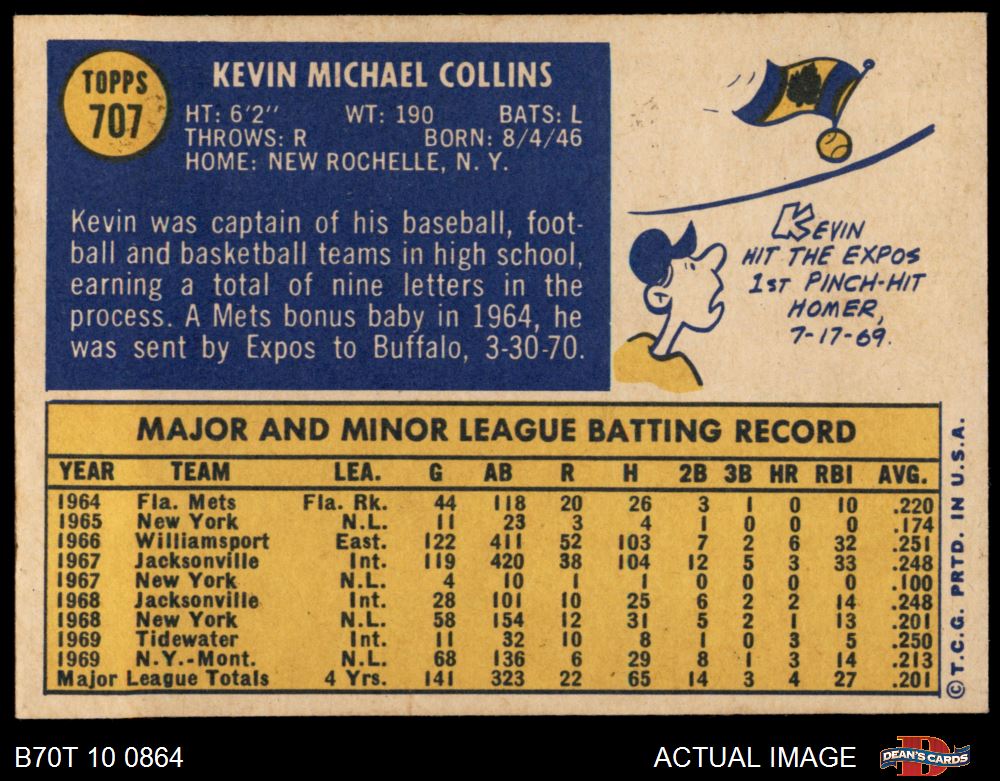 TOPPS
707
KEVIN MICHAEL COLLINS
HT: 6'2'' WT: 190 BATS: L
THROWS: R BORN: 8/4/46
HOME: NEW ROCHELLE, N. Y.
Kevin was captain of his baseball, foot-
ball and basketball teams in high school,
earning a total of nine letters in the
process. A Mets bonus baby in 1964, he
was sent by Expos to Buffalo, 3-30-70.
KEVIN
HIT THE EXPOS
1ST PINCH-HIT
HOMER,
7-17-69.
MAJOR AND MINOR LEAGUE BATTING RECORD
YEAR TEAM LEA. G AB R H 2B 3B HR RBI AVG.
1964 Fla. Mets Fla. Rk. 44 118 20 26 3 1 0 10 .220
1965 New York N.L. 11 23 3 4 1 0 0 0 .174
1966 Williamsport East. 122 411 52 103 7 2 6 32 .251
1967 Jacksonville Int. 119 420 38 104 12 5 3 33 .248
1967 New York N.L. 4 10 1 1 0 0 0 0 .100
1968 Jacksonville Int. 28 101 10 25 6 2 2 14 .248
1968 New York N.L. 58 154 12 31 5 2 1 13 .201
1969 Tidewater Int. 11 32 10 8 1 0 3 5 .250
1969 N.Y.-Mont. N.L. 68 136 6 29 8 1 3 14 .213
Major League Totals 4 Yrs. 141 323 22 65 14 3 4 27 .201
© T.C.G. PRTD. IN U.S.A.
B70T 10 0864
ACTUAL IMAGE
DEAN'S CARDS